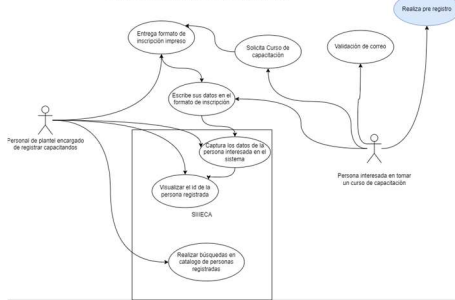 Realiza pre registro
Entrega formato de
inscripción impreso
Solicita Curso de
capacitación
Validación de correo
Escribe sus datos en el
formato de inscripción
Personal de plantel encargado
de registrar capacitandos
Captura los datos de la
persona interesada en el
sistema
Persona interesada en tomar
un curso de capacitación
Visualizar el id de la
persona registrada
Realizar búsquedas en
catalogo de personas
registradas